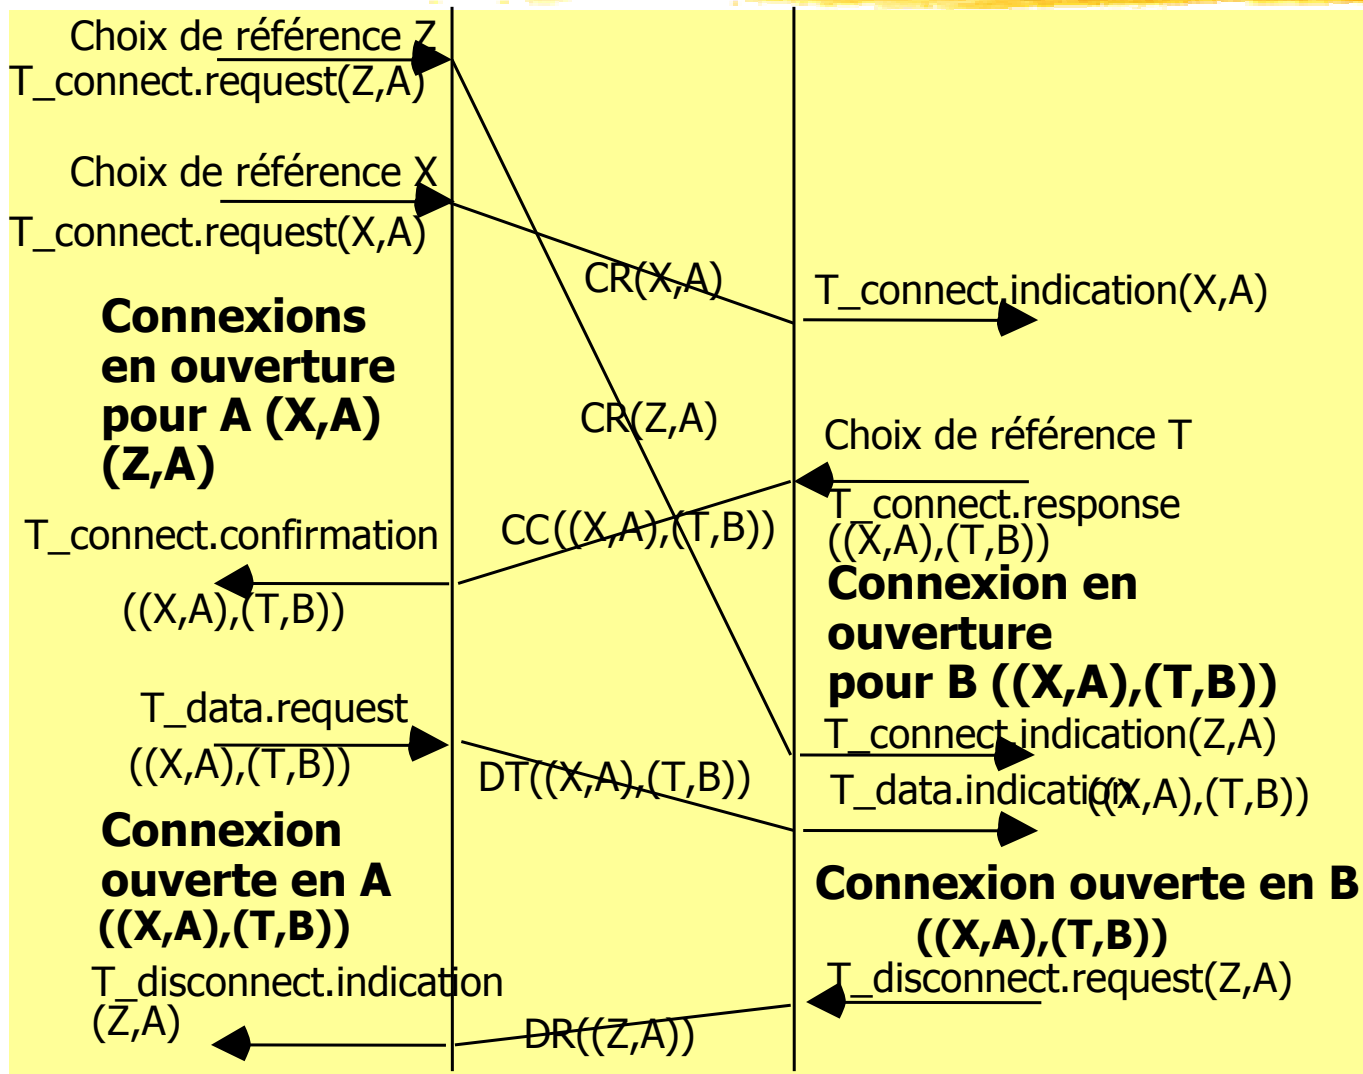 Choix de référence Z
T_connect.request(Z,A)
Choix de référence X
T_connect.request(X,A)
CR(X,A)
T_connect.indication(X,A)
Connexions
en ouverture
pour A (X,A)
(Z,A)
CR(Z,A)
Choix de référence T
T_connect.response
((X,A),(T,B))
CC((X,A),(T,B))
T_connect.confirmation
((X,A),(T,B))
Connexion en
ouverture
pour B ((X,A),(T,B))
T_data.request
((X,A),(T,B))
T_connect.indication(Z,A)
DT((X,A),(T,B))
T_data.indication((X,A),(T,B))
Connexion
ouverte en A
((X,A),(T,B))
Connexion ouverte en B
((X,A),(T,B))
T_disconnect.indication
(Z,A)
T_disconnect.request(Z,A)
DR((Z,A))